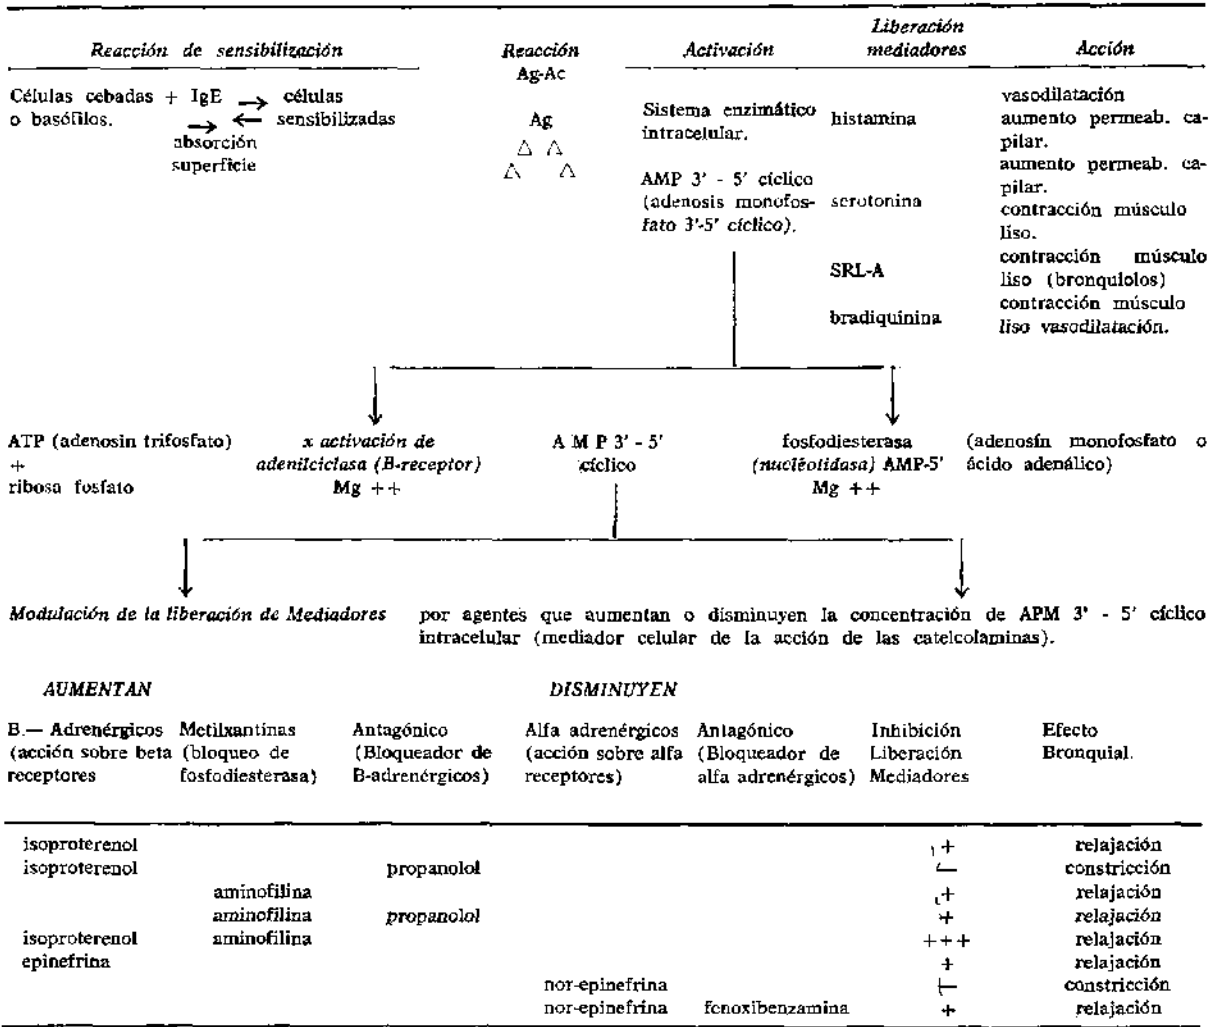 Reacción de sensibilización
Reacción
Ag-Ac
Activación
Liberación
mediadores
Acción
Células cebadas + IgE → células
o basófilos. → ← sensibilizadas
absorción
superficie
Ag
Sistema enzimático
intracelular.
AMP 3' - 5' cíclico
(adenosis monofos-
fato 3'-5' cíclico).
histamina
serotonina
SRL-A
bradiquinina
vasodilatación
aumento permeab. ca-
pilar.
aumento permeab. ca-
pilar.
contracción músculo
liso.
contracción músculo
liso (bronquiolos)
contracción músculo
liso vasodilatación.
ATP (adenosin trifosfato)
+
ribosa fosfato
x activación de
adenilciclasa (B-receptor)
Mg ++
A M P 3' - 5'
cíclico
fosfodiesterasa
(nucléotidasa) AMP-5'
Mg ++
(adenosín monofosfato o
ácido adenálico)
Modulación de la liberación de Mediadores por agentes que aumentan o disminuyen la concentración de APM 3' - 5' cíclico
intracelular (mediador celular de la acción de las catelcolaminas).
AUMENTAN
DISMINUYEN
B.— Adrenérgicos
(acción sobre beta
receptores
Metilxantinas
(bloqueo de
fosfodiesterasa)
Antagónico
(Bloqueador de
B-adrenérgicos)
Alfa adrenérgicos
(acción sobre alfa
receptores)
Antagónico
(Bloqueador de
alfa adrenérgicos)
Inhibición
Liberación
Mediadores
Efecto
Bronquial.
isoproterenol + relajación
isoproterenol propanolol — constricción
aminofilina + relajación
aminofilina propanolol + relajación
isoproterenol aminofilina +++ relajación
epinefrina + relajación
nor-epinefrina — constricción
nor-epinefrina fenoxibenzamina + relajación